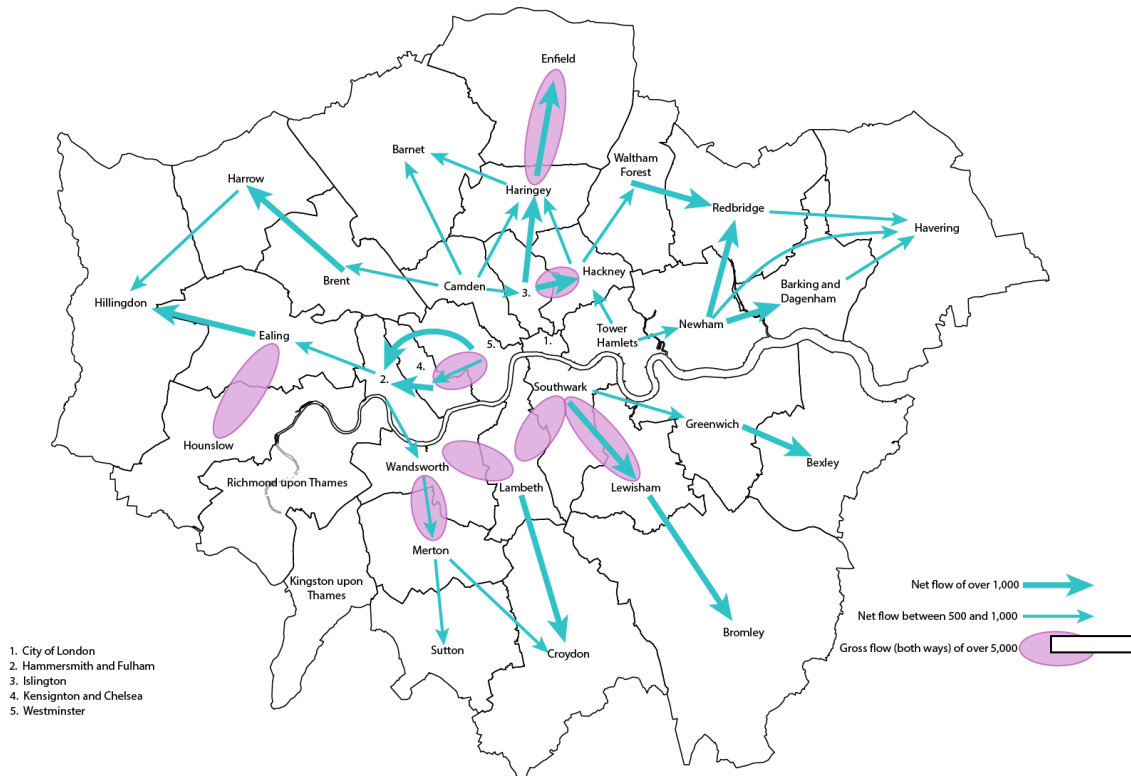 Enfield
Barnet
Waltham
Forest
Harrow
Haringey
Redbridge
Havering
Hackney
Brent
Camden
3.
Barking and
Dagenham
Hillingdon
Ealing
Tower
Hamlets
Newham
1.
5.
4.
2.
Southwark
Greenwich
Hounslow
Wandsworth
Bexley
Richmond upon Thames
Lambeth
Lewisham
Merton
Kingston upon
Thames
Net flow of over 1,000
Net flow between 500 and 1,000
Bromley
Gross flow (both ways) of over 5,000
Sutton
Croydon
1. City of London
2. Hammersmith and Fulham
3. Islington
4. Kensignton and Chelsea
5. Westminster